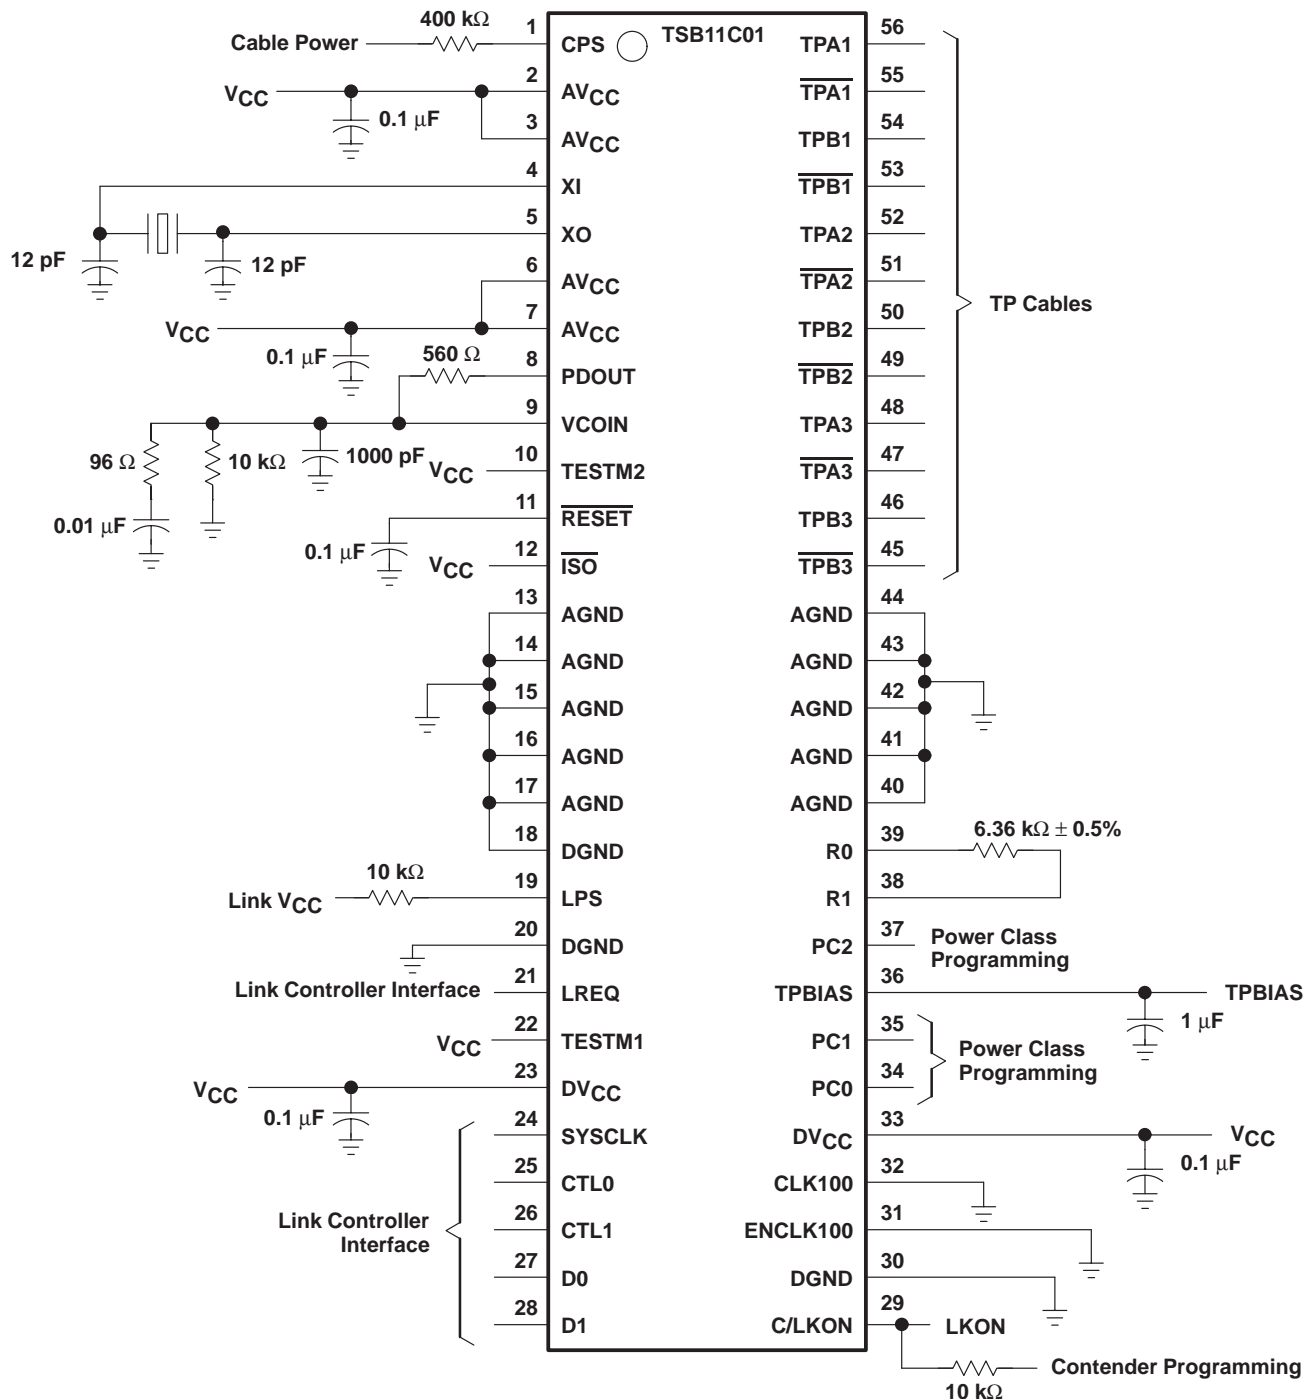 TSB11C01
Cable Power
400 kΩ
1
CPS
VCC
0.1 µF
2
AVCC
3
AVCC
4
XI
5
XO
12 pF
12 pF
6
AVCC
VCC
7
AVCC
0.1 µF
560 Ω
8
PDOUT
9
VCOIN
96 Ω
10 kΩ
1000 pF
0.01 µF
VCC
10
TESTM2
11
RESET
0.1 µF
VCC
12
ISO
13
AGND
14
AGND
15
AGND
16
AGND
17
AGND
18
DGND
Link VCC
10 kΩ
19
LPS
20
DGND
Link Controller Interface
21
LREQ
VCC
22
TESTM1
VCC
23
DVCC
0.1 µF
Link Controller
Interface
24
SYSCLK
25
CTL0
26
CTL1
27
D0
28
D1
TPA1
56
TPA1
55
TPB1
54
TPB1
53
TPA2
52
TPA2
51
TPB2
50
TPB2
49
TPA3
48
TPA3
47
TPB3
46
TPB3
45
TP Cables
AGND
44
AGND
43
AGND
42
AGND
41
AGND
40
R0
39
6.36 kΩ ± 0.5%
R1
38
PC2
37
Power Class
Programming
TPBIAS
36
TPBIAS
1 µF
PC1
35
PC0
34
Power Class
Programming
DVCC
33
VCC
0.1 µF
CLK100
32
ENCLK100
31
DGND
30
C/LKON
29
LKON
10 kΩ
Contender Programming